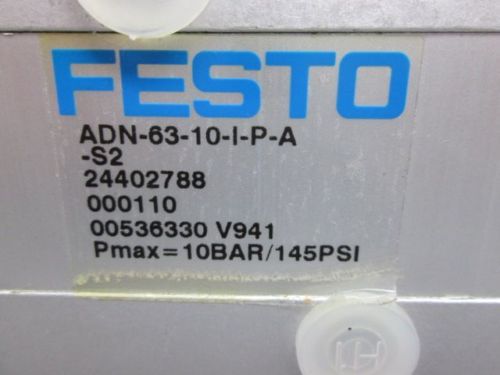 FESTO
ADN-63-10-I-P-A
-S2
24402788
000110
00536330 V941
Pmax=10BAR/145PSI